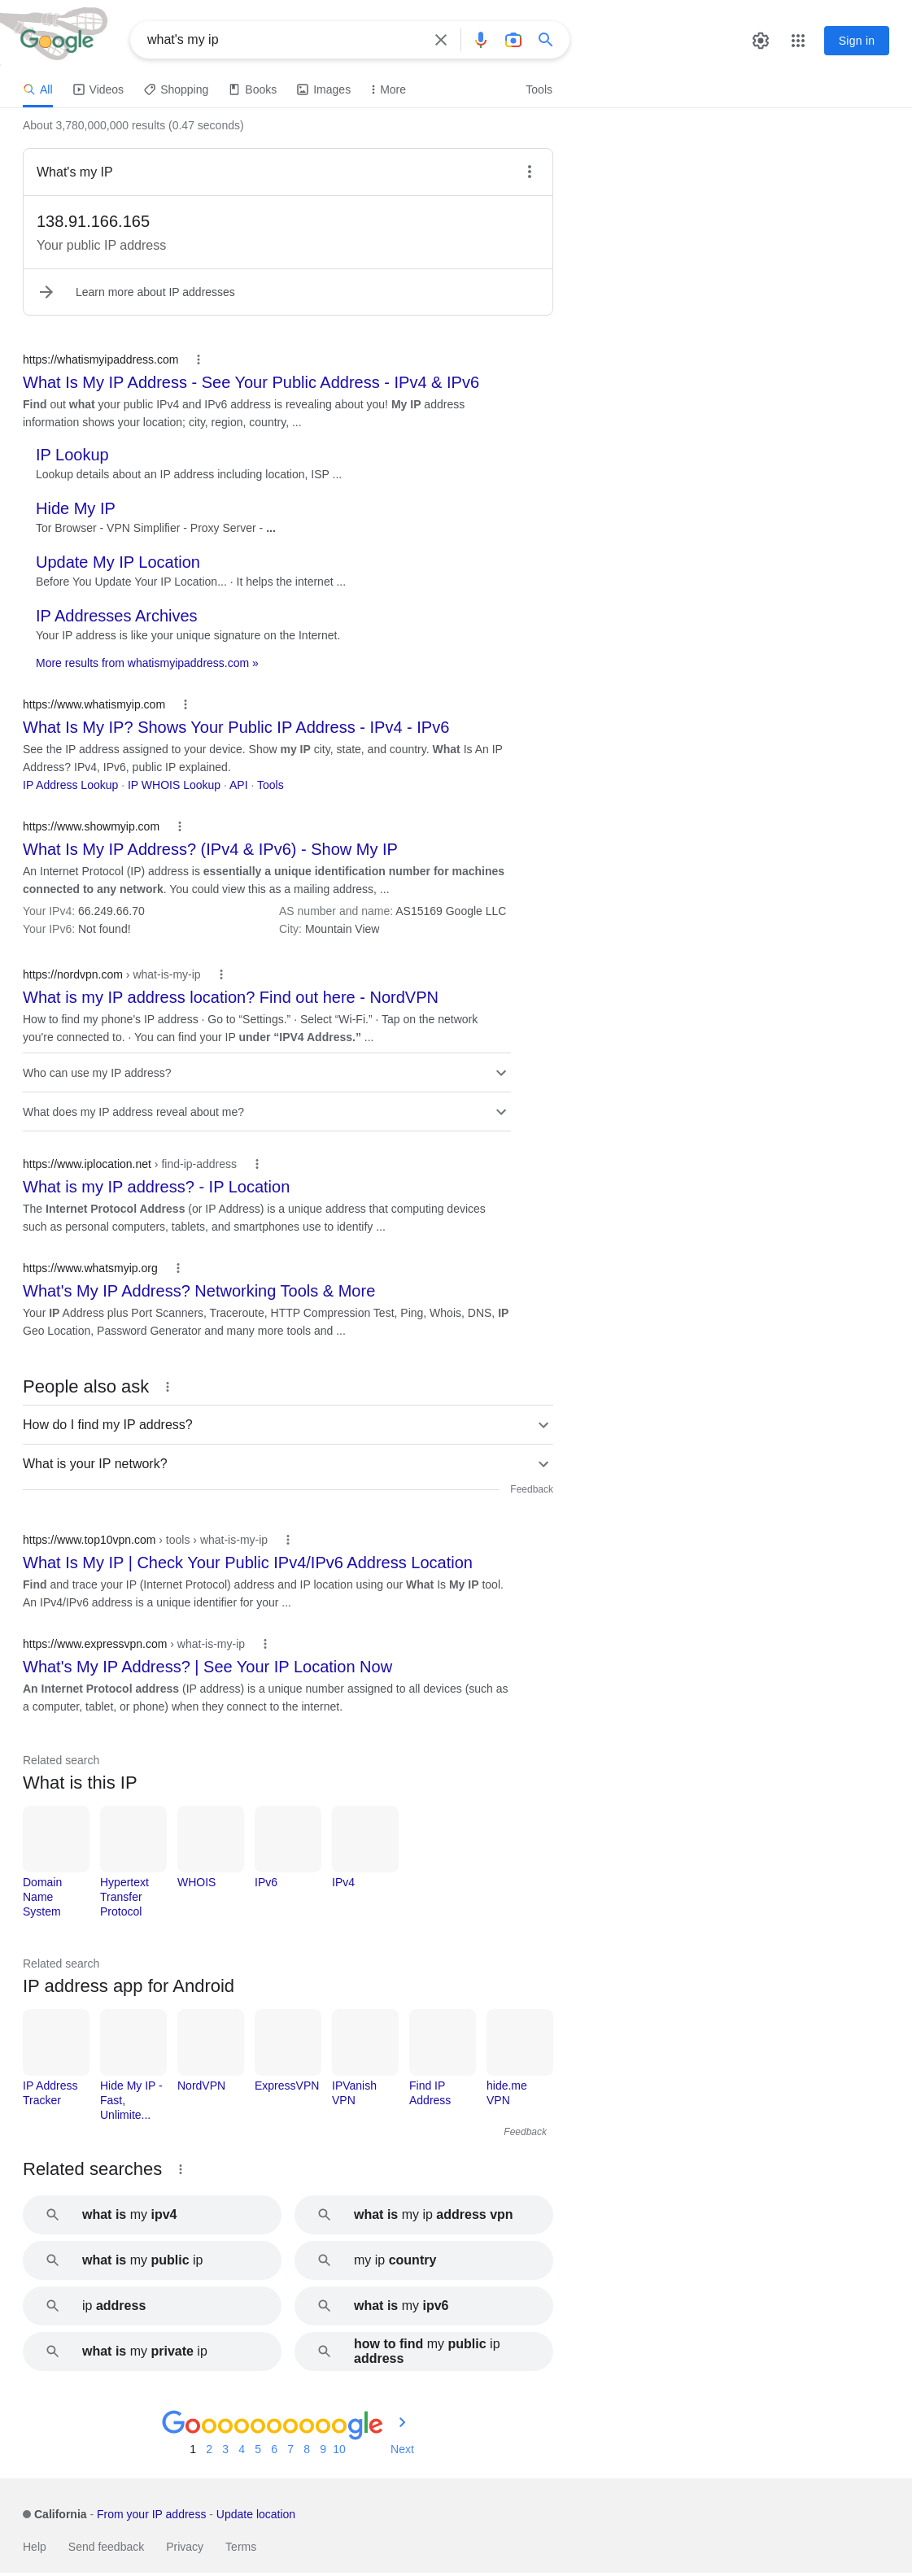 Google
what's my ip
Sign in
All
Videos
Shopping
Books
Images
More
Tools
About 3,780,000,000 results (0.47 seconds)
What's my IP
138.91.166.165
Your public IP address
Learn more about IP addresses
https://whatismyipaddress.com
What Is My IP Address - See Your Public Address - IPv4 & IPv6
Find out what your public IPv4 and IPv6 address is revealing about you! My IP address
information shows your location; city, region, country, ...
IP Lookup
Lookup details about an IP address including location, ISP ...
Hide My IP
Tor Browser - VPN Simplifier - Proxy Server - ...
Update My IP Location
Before You Update Your IP Location... · It helps the internet ...
IP Addresses Archives
Your IP address is like your unique signature on the Internet.
More results from whatismyipaddress.com »
https://www.whatismyip.com
What Is My IP? Shows Your Public IP Address - IPv4 - IPv6
See the IP address assigned to your device. Show my IP city, state, and country. What Is An IP
Address? IPv4, IPv6, public IP explained.
IP Address Lookup · IP WHOIS Lookup · API · Tools
https://www.showmyip.com
What Is My IP Address? (IPv4 & IPv6) - Show My IP
An Internet Protocol (IP) address is essentially a unique identification number for machines
connected to any network. You could view this as a mailing address, ...
Your IPv4: 66.249.66.70
AS number and name: AS15169 Google LLC
Your IPv6: Not found!
City: Mountain View
https://nordvpn.com › what-is-my-ip
What is my IP address location? Find out here - NordVPN
How to find my phone's IP address · Go to “Settings.” · Select “Wi-Fi.” · Tap on the network
you're connected to. · You can find your IP under “IPV4 Address.” ...
Who can use my IP address?
What does my IP address reveal about me?
https://www.iplocation.net › find-ip-address
What is my IP address? - IP Location
The Internet Protocol Address (or IP Address) is a unique address that computing devices
such as personal computers, tablets, and smartphones use to identify ...
https://www.whatsmyip.org
What's My IP Address? Networking Tools & More
Your IP Address plus Port Scanners, Traceroute, HTTP Compression Test, Ping, Whois, DNS, IP
Geo Location, Password Generator and many more tools and ...
People also ask
How do I find my IP address?
What is your IP network?
Feedback
https://www.top10vpn.com › tools › what-is-my-ip
What Is My IP | Check Your Public IPv4/IPv6 Address Location
Find and trace your IP (Internet Protocol) address and IP location using our What Is My IP tool.
An IPv4/IPv6 address is a unique identifier for your ...
https://www.expressvpn.com › what-is-my-ip
What's My IP Address? | See Your IP Location Now
An Internet Protocol address (IP address) is a unique number assigned to all devices (such as
a computer, tablet, or phone) when they connect to the internet.
Related search
What is this IP
Domain
Name
System
Hypertext
Transfer
Protocol
WHOIS
IPv6
IPv4
Related search
IP address app for Android
IP Address
Tracker
Hide My IP -
Fast,
Unlimite...
NordVPN
ExpressVPN
IPVanish
VPN
Find IP
Address
hide.me
VPN
Feedback
Related searches
what is my ipv4
what is my ip address vpn
what is my public ip
my ip country
ip address
what is my ipv6
what is my private ip
how to find my public ip
address
Goooooooooogle
1 2 3 4 5 6 7 8 9 10
Next
California - From your IP address - Update location
Help
Send feedback
Privacy
Terms